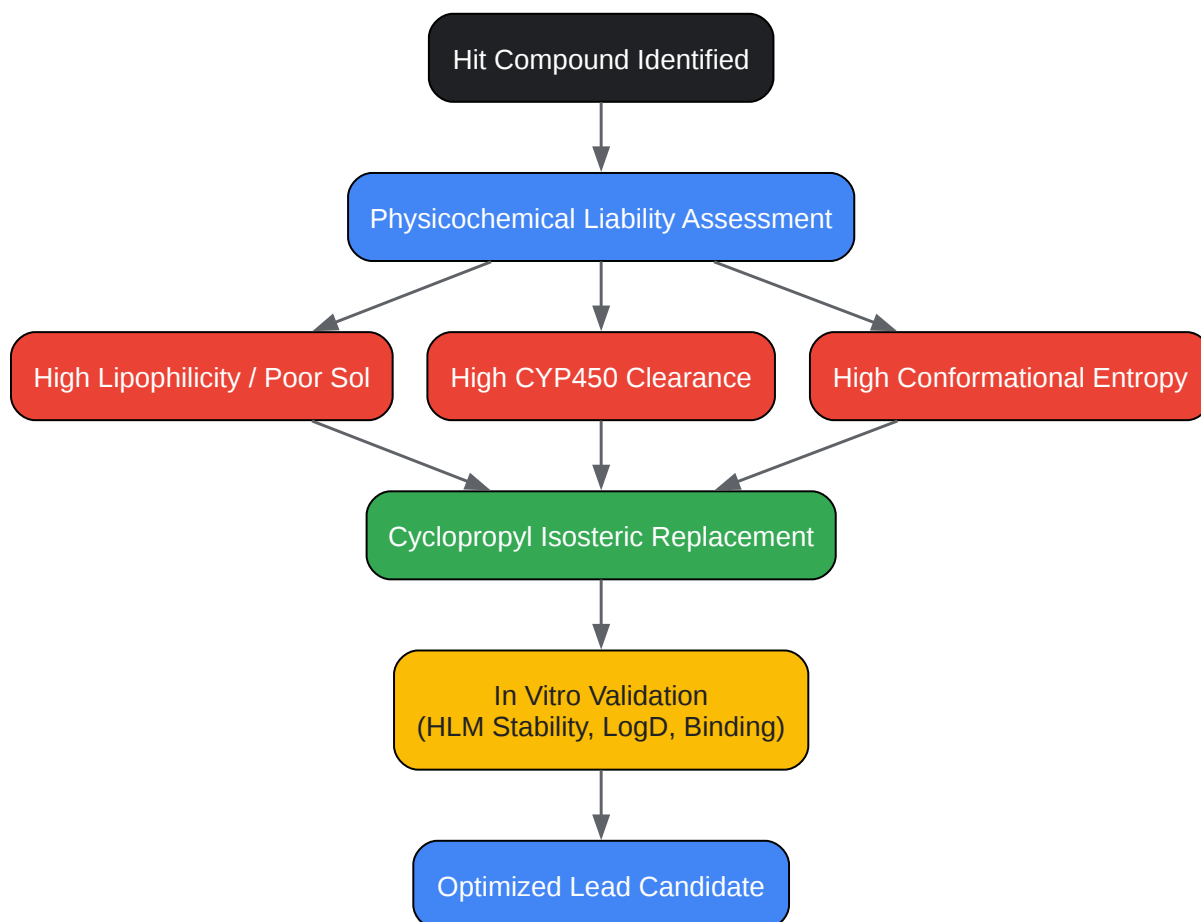 Hit Compound Identified
Physicochemical Liability Assessment
High Lipophilicity / Poor Sol
High CYP450 Clearance
High Conformational Entropy
Cyclopropyl Isosteric Replacement
In Vitro Validation
(HLM Stability, LogD, Binding)
Optimized Lead Candidate